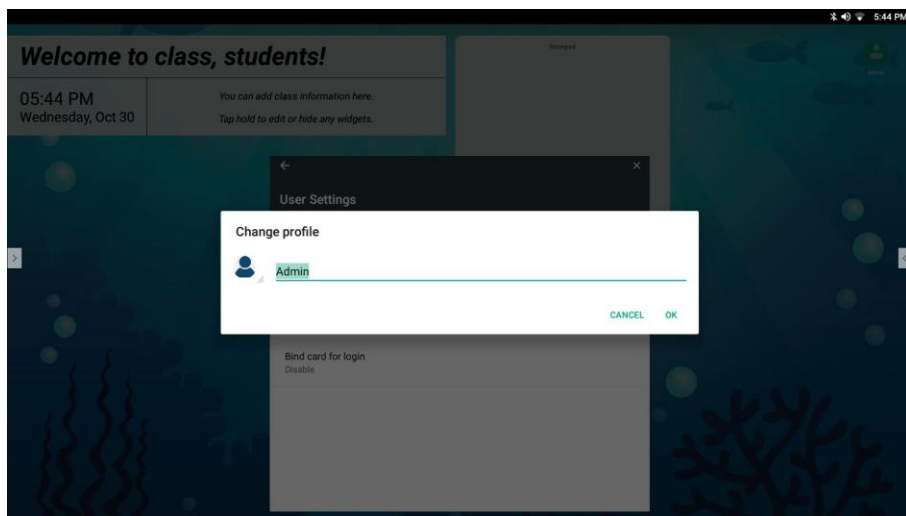 5:44 PM
Welcome to class, students!
05:44 PM
Wednesday, Oct 30
You can add class information here.
Tap hold to edit or hide any widgets.
Notepad
Admin
User Settings
Change profile
Admin
CANCEL OK
Bind card for login
Disable